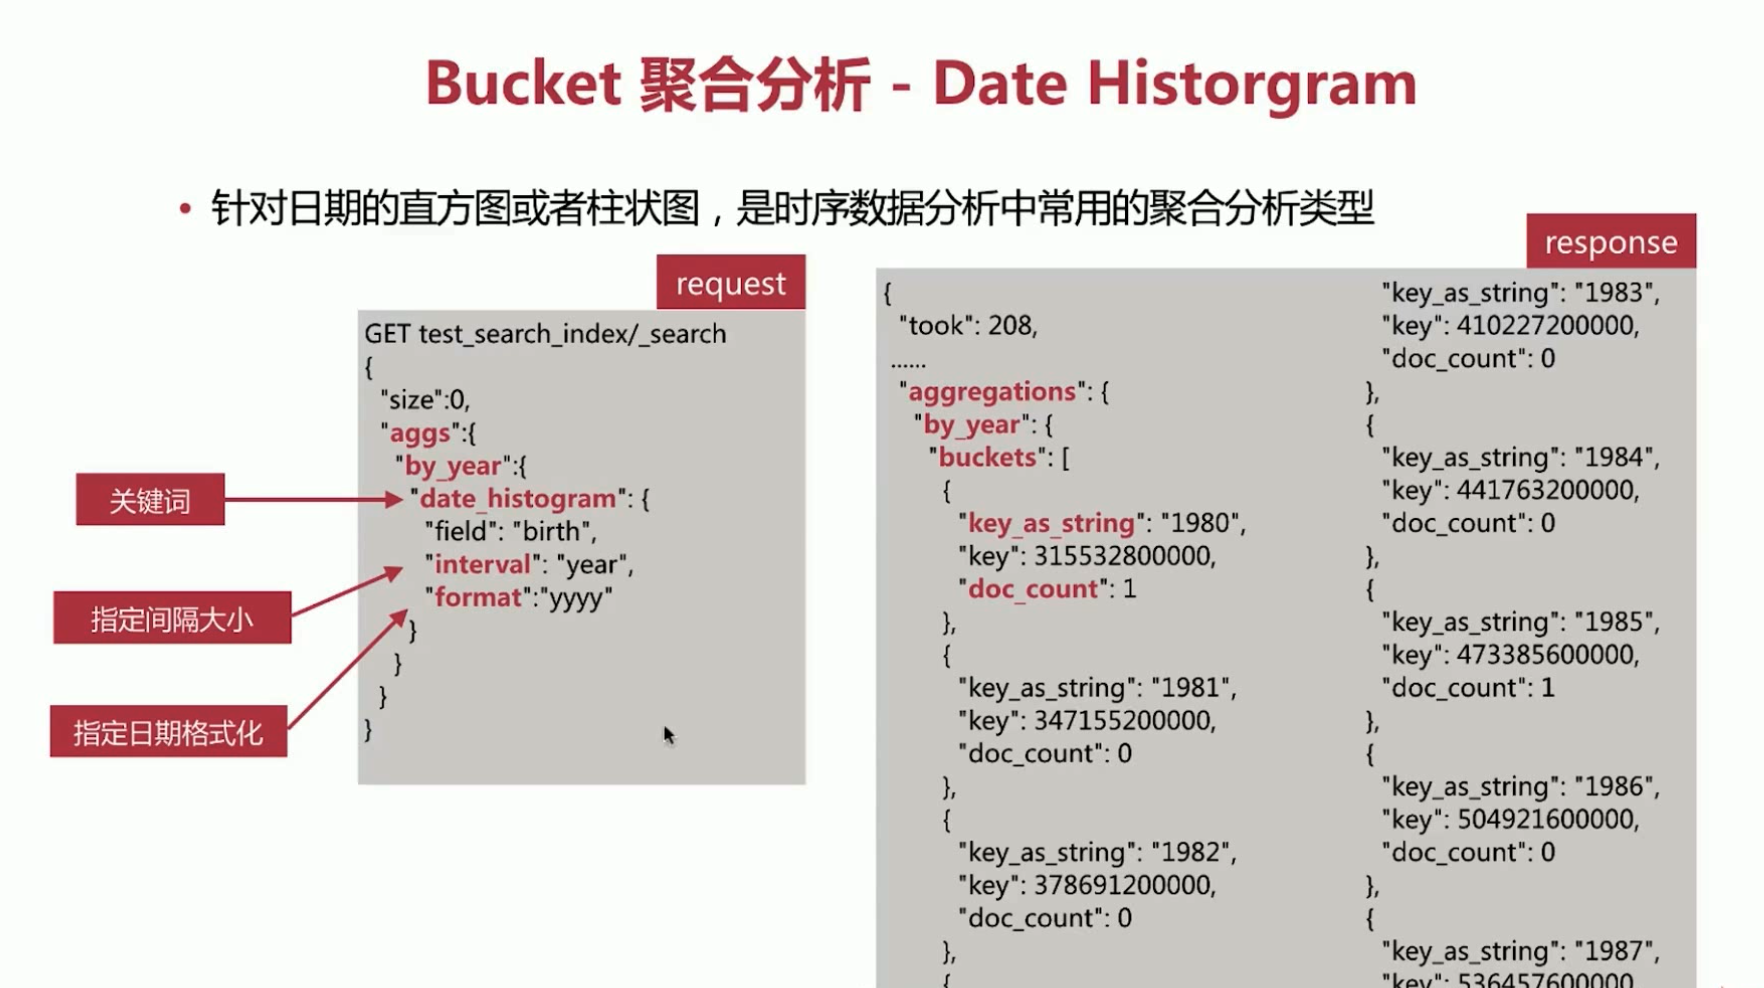 Bucket 聚合分析 - Date Historgram
• 针对日期的直方图或者柱状图，是时序数据分析中常用的聚合分析类型
request
GET test_search_index/_search
{
"size":0,
"aggs":{
"by_year":{
"date_histogram": {
"field": "birth",
"interval": "year",
"format":"yyyy"
}
}
}
}
关键词
指定间隔大小
指定日期格式化
response
{
"took": 208,
......
"aggregations": {
"by_year": {
"buckets": [
{
"key_as_string": "1980",
"key": 315532800000,
"doc_count": 1
},
{
"key_as_string": "1981",
"key": 347155200000,
"doc_count": 0
},
{
"key_as_string": "1982",
"key": 378691200000,
"doc_count": 0
},
{
"key_as_string": "1983",
"key": 410227200000,
"doc_count": 0
},
{
"key_as_string": "1984",
"key": 441763200000,
"doc_count": 0
},
{
"key_as_string": "1985",
"key": 473385600000,
"doc_count": 1
},
{
"key_as_string": "1986",
"key": 504921600000,
"doc_count": 0
},
{
"key_as_string": "1987",
"key": 536457600000